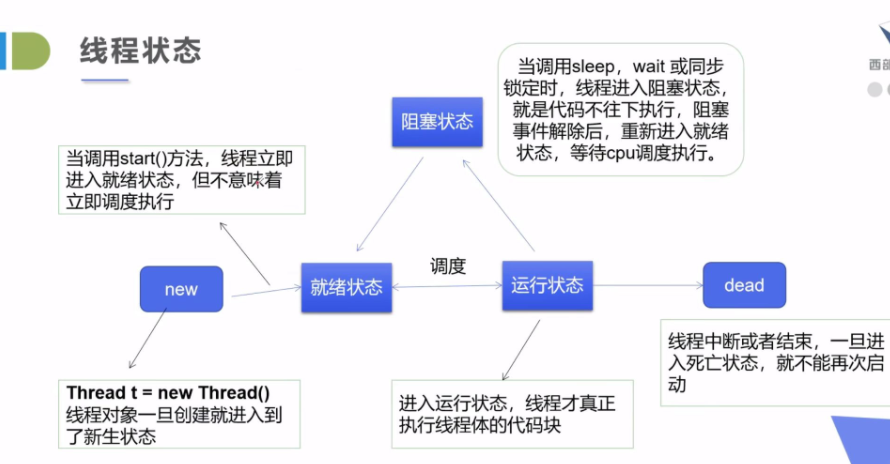 线程状态
西部
当调用sleep，wait 或同步
锁定时，线程进入阻塞状态，
就是代码不往下执行，阻塞
事件解除后，重新进入就绪
状态，等待cpu调度执行。
阻塞状态
当调用start()方法，线程立即
进入就绪状态，但不意味着
立即调度执行
new
就绪状态
调度
运行状态
dead
线程中断或者结束，一旦进
入死亡状态，就不能再次启
动
Thread t = new Thread()
线程对象一旦创建就进入到
了新生状态
进入运行状态，线程才真正
执行线程体的代码块